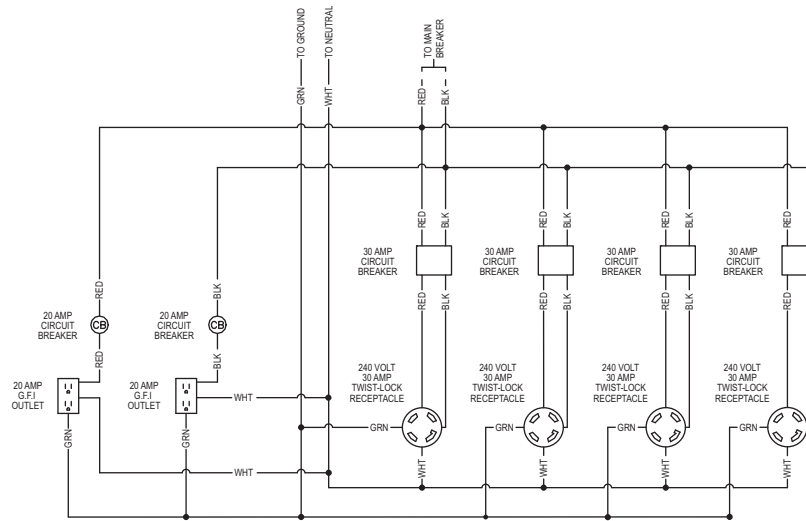 TO GROUND
TO NEUTRAL
TO MAIN
BREAKER
GRN
WHT
RED
BLK
RED
BLK
RED
BLK
RED
BLK
RED
30 AMP
CIRCUIT
BREAKER
30 AMP
CIRCUIT
BREAKER
30 AMP
CIRCUIT
BREAKER
30 AMP
CIRCUIT
BREAKER
RED
BLK
RED
BLK
RED
BLK
RED
BLK
RED
20 AMP
CIRCUIT
BREAKER
CB
20 AMP
CIRCUIT
BREAKER
CB
RED
BLK
20 AMP
G.F.I
OUTLET
20 AMP
G.F.I
OUTLET
240 VOLT
30 AMP
TWIST-LOCK
RECEPTACLE
240 VOLT
30 AMP
TWIST-LOCK
RECEPTACLE
240 VOLT
30 AMP
TWIST-LOCK
RECEPTACLE
240 VOLT
30 AMP
TWIST-LOCK
RECEPTACLE
WHT
GRN
GRN
GRN
GRN
GRN
GRN
WHT
WHT
WHT
WHT
WHT